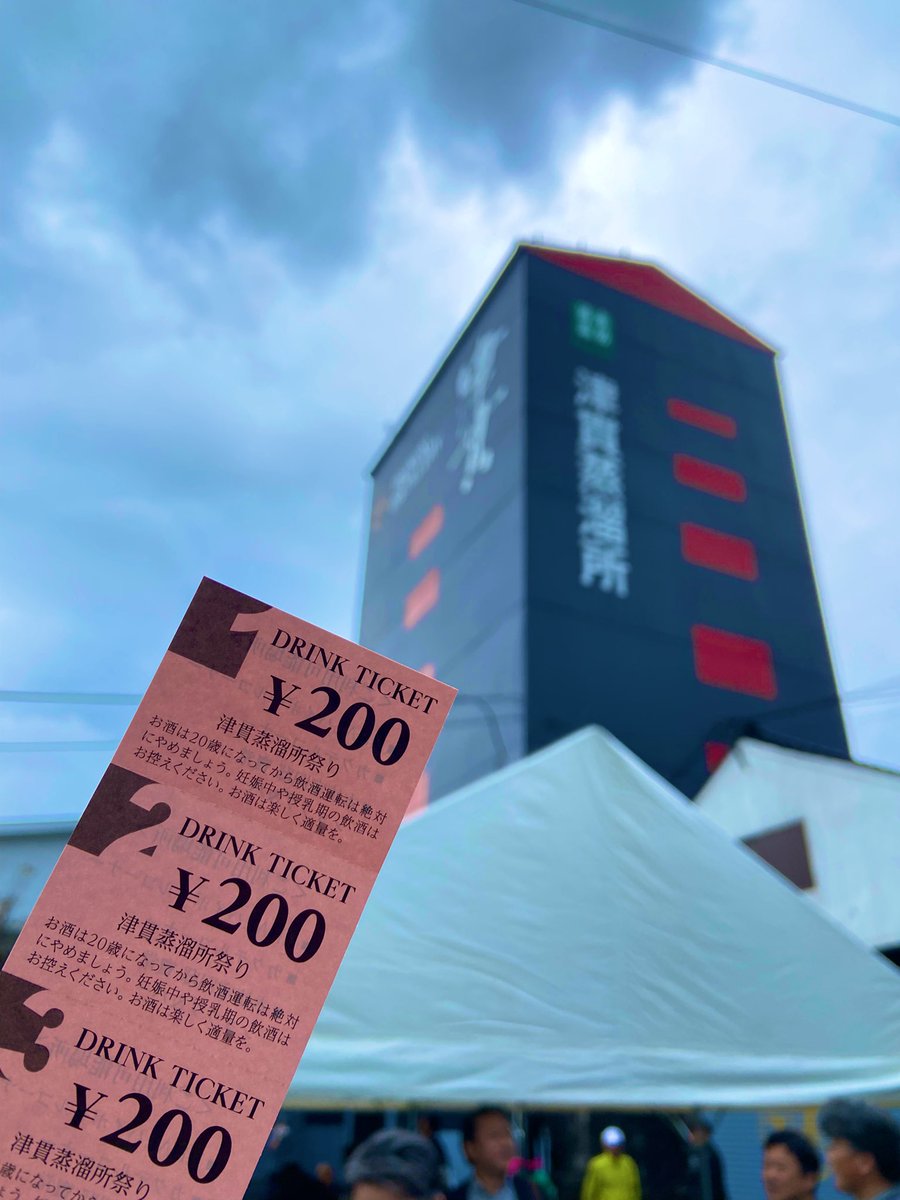 津貫蒸溜所
1
DRINK TICKET
¥200
津貫蒸溜所祭り
お酒は20歳になってから飲酒運転は絶対
にやめましょう。妊娠中や授乳期の飲酒は
お控えください。お酒は楽しく適量を。
2
DRINK TICKET
¥200
津貫蒸溜所祭り
お酒は20歳になってから飲酒運転は絶対
にやめましょう。妊娠中や授乳期の飲酒は
お控えください。お酒は楽しく適量を。
3
DRINK TICKET
¥200
津貫蒸溜所祭り